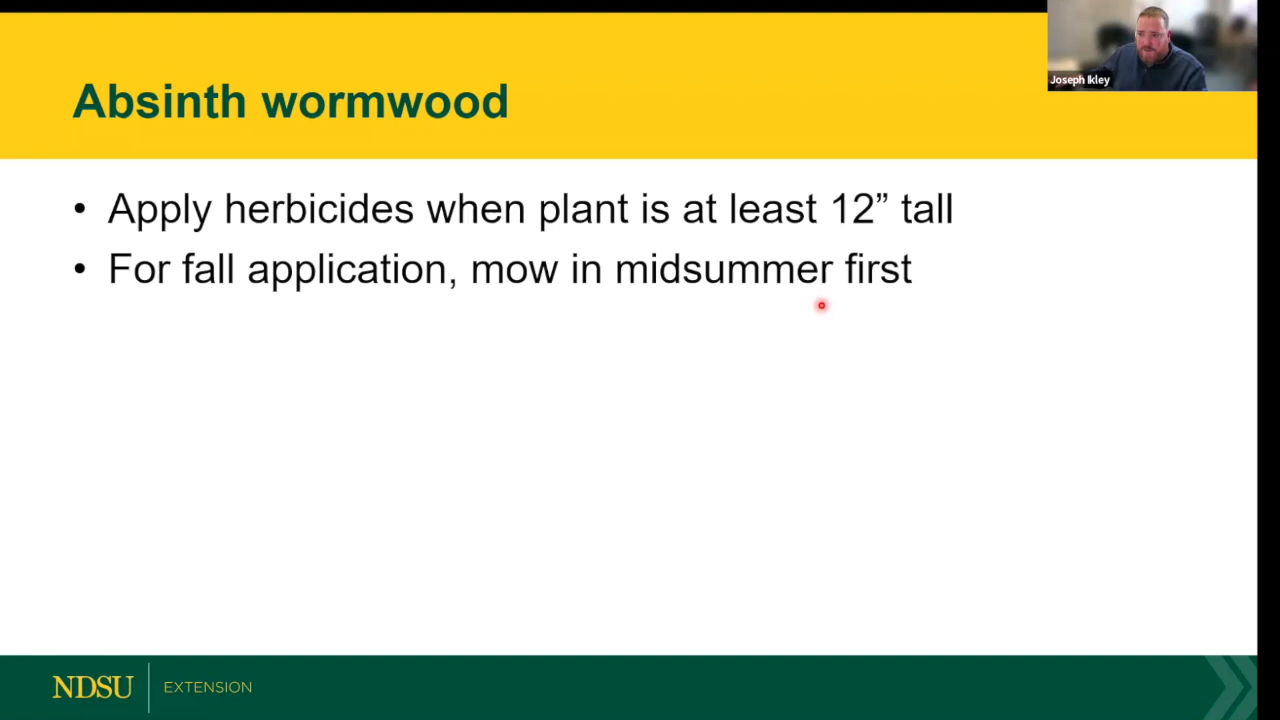 Joseph Ikley
Absinth wormwood
• Apply herbicides when plant is at least 12” tall
• For fall application, mow in midsummer first
NDSU
EXTENSION